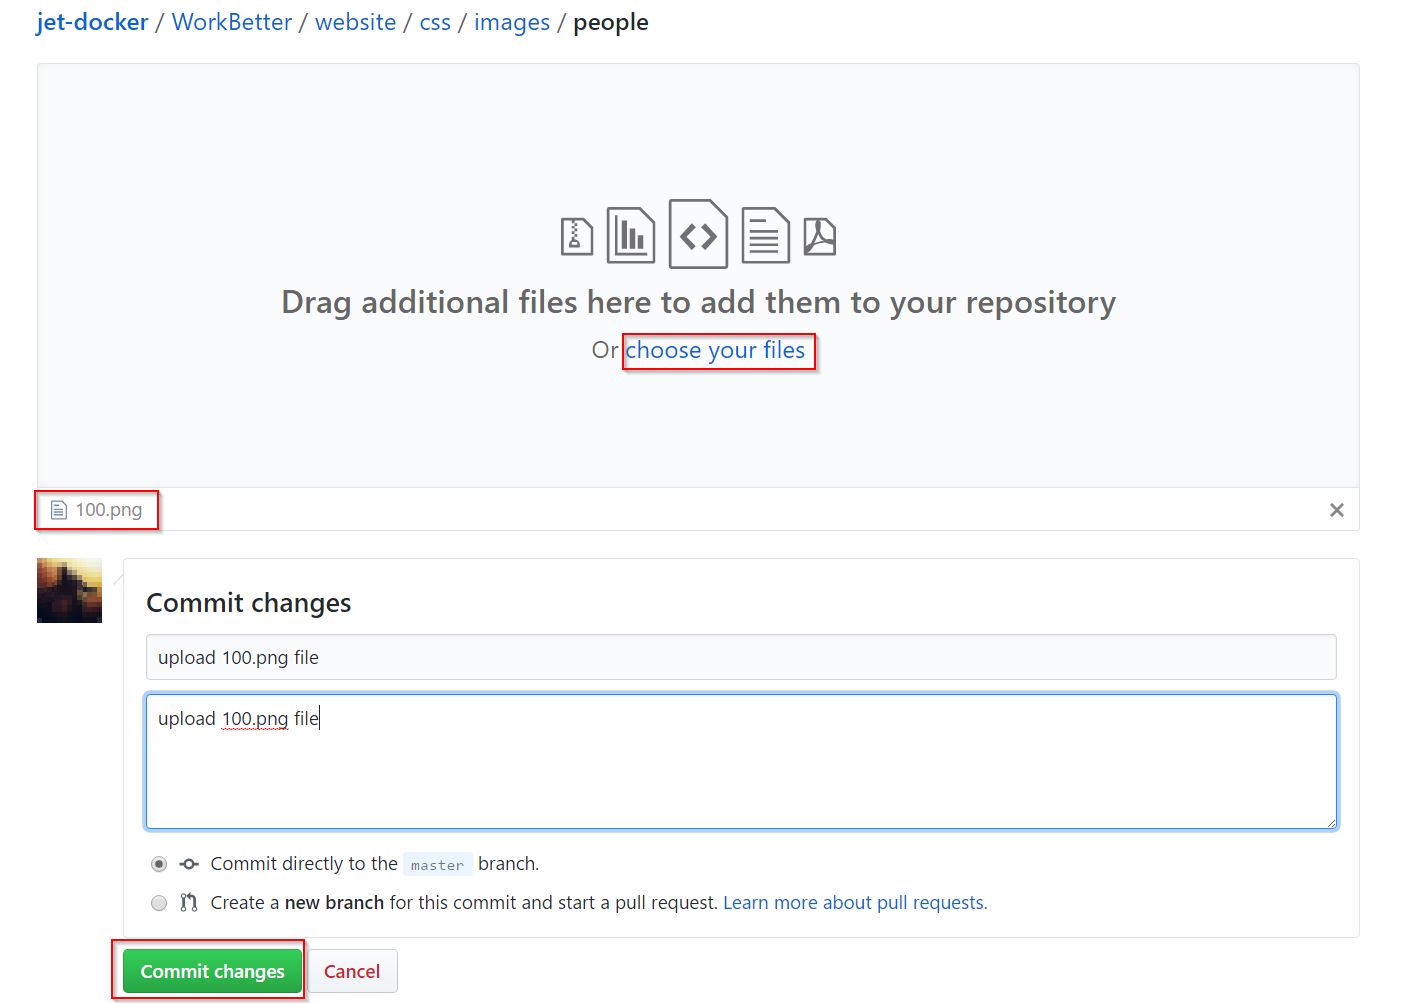 jet-docker / WorkBetter / website / css / images / people
Drag additional files here to add them to your repository
Or choose your files
100.png
Commit changes
upload 100.png file
upload 100.png file
Commit directly to the master branch.
Create a new branch for this commit and start a pull request. Learn more about pull requests.
Commit changes Cancel